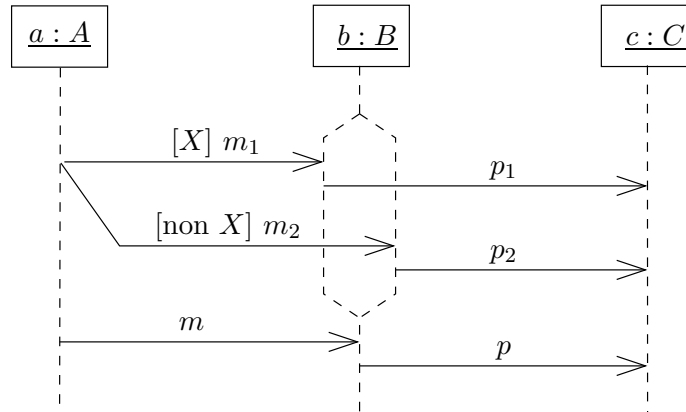 a : A
b : B
c : C
[X] m₁
p₁
[non X] m₂
p₂
m
p